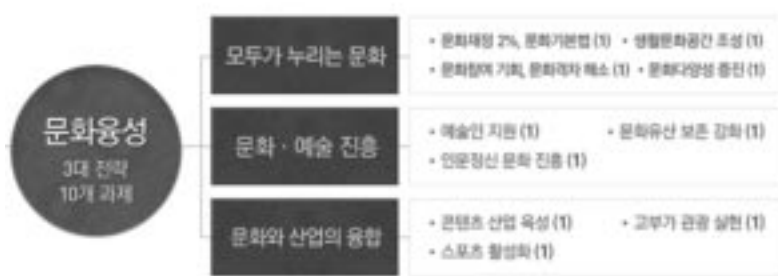 문화융성
3대 전략
10개 과제
모두가 누리는 문화
• 문화재정 2%, 문화기본법 (1) • 생활문화공간 조성 (1)
• 문화참여 기회, 문화격차 해소 (1) • 문화다양성 증진 (1)
문화 · 예술 진흥
• 예술인 지원 (1) • 문화유산 보존 강화 (1)
• 인문정신 문화 진흥 (1)
문화와 산업의 융합
• 콘텐츠 산업 육성 (1) • 고부가 관광 실현 (1)
• 스포츠 활성화 (1)